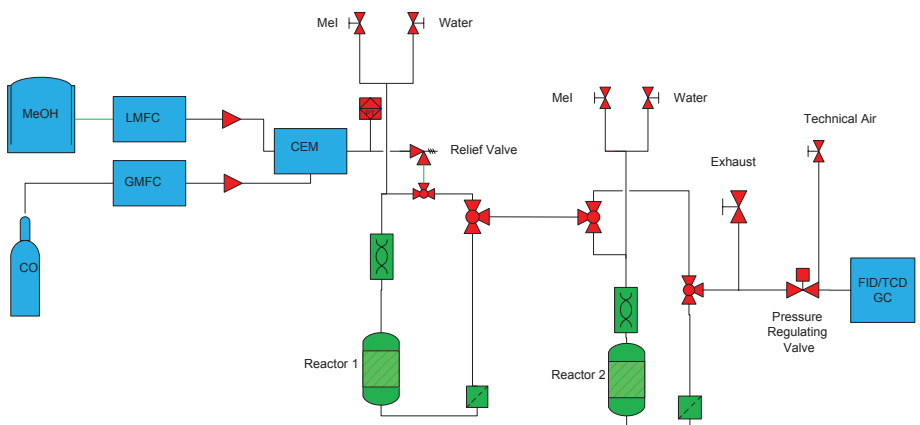 MeI
Water
MeOH
LMFC
CEM
Relief Valve
GMFC
CO
Reactor 1
MeI
Water
Technical Air
Exhaust
FID/TCD
GC
Pressure
Regulating
Valve
Reactor 2